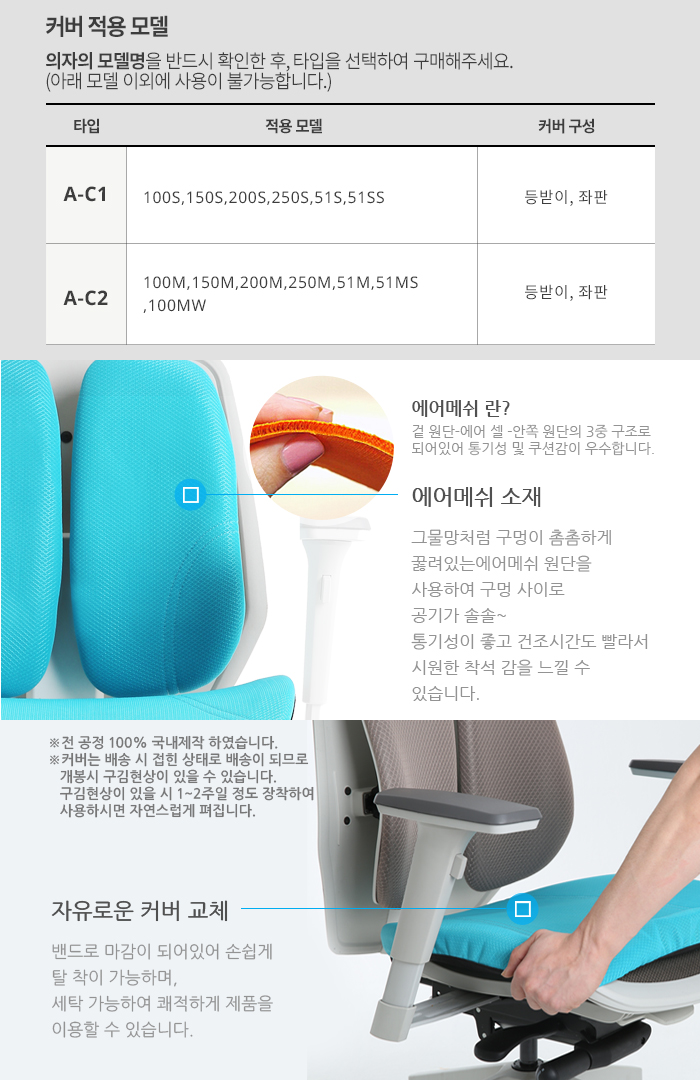 커버 적용 모델
의자의 모델명을 반드시 확인한 후, 타입을 선택하여 구매해주세요.
(아래 모델 이외에 사용이 불가능합니다.)
타입 적용 모델 커버 구성
A-C1 100S,150S,200S,250S,51S,51SS 등받이, 좌판
100M,150M,200M,250M,51M,51MS
A-C2 ,100MW 등받이, 좌판
에어메쉬 란?
겉 원단-에어 셀 -안쪽 원단의 3중 구조로
되어있어 통기성 및 쿠션감이 우수합니다.
에어메쉬 소재
그물망처럼 구멍이 촘촘하게
꿇려있는에어메쉬 원단을
사용하여 구멍 사이로
공기가 솔솔~
통기성이 좋고 건조시간도 빨라서
시원한 착석 감을 느낄 수
있습니다.
※전 공정 100% 국내제작 하였습니다.
※커버는 배송 시 접힌 상태로 배송이 되므로
개봉시 구김현상이 있을 수 있습니다.
구김현상이 있을 시 1~2주일 정도 장착하여
사용하시면 자연스럽게 펴집니다.
자유로운 커버 교체
밴드로 마감이 되어있어 손쉽게
탈 착이 가능하며,
세탁 가능하여 쾌적하게 제품을
이용할 수 있습니다.